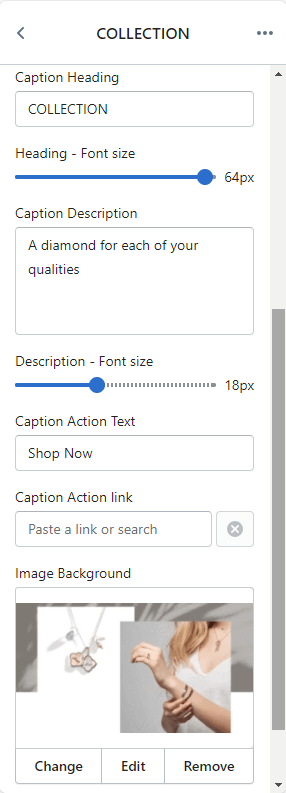 COLLECTION
Caption Heading
COLLECTION
Heading - Font size
64px
Caption Description
A diamond for each of your
qualities
Description - Font size
18px
Caption Action Text
Shop Now
Caption Action link
Paste a link or search
Image Background
Change Edit Remove